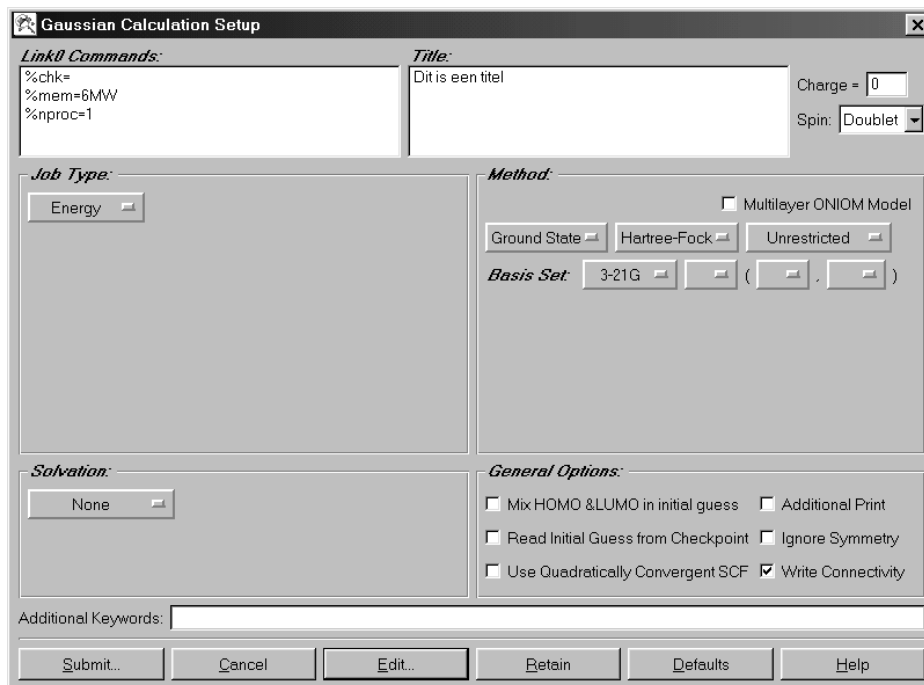 Gaussian Calculation Setup
Link0 Commands:
%chk=
%mem=6MW
%nproc=1
Title:
Dit is een titel
Charge = 0
Spin: Doublet
Job Type:
Energy
Method:
Multilayer ONIOM Model
Ground State Hartree-Fock Unrestricted
Basis Set: 3-21G ( , )
Solvation:
None
General Options:
Mix HOMO &LUMO in initial guess Additional Print
Read Initial Guess from Checkpoint Ignore Symmetry
Use Quadratically Convergent SCF Write Connectivity
Additional Keywords:
Submit... Cancel Edit... Retain Defaults Help